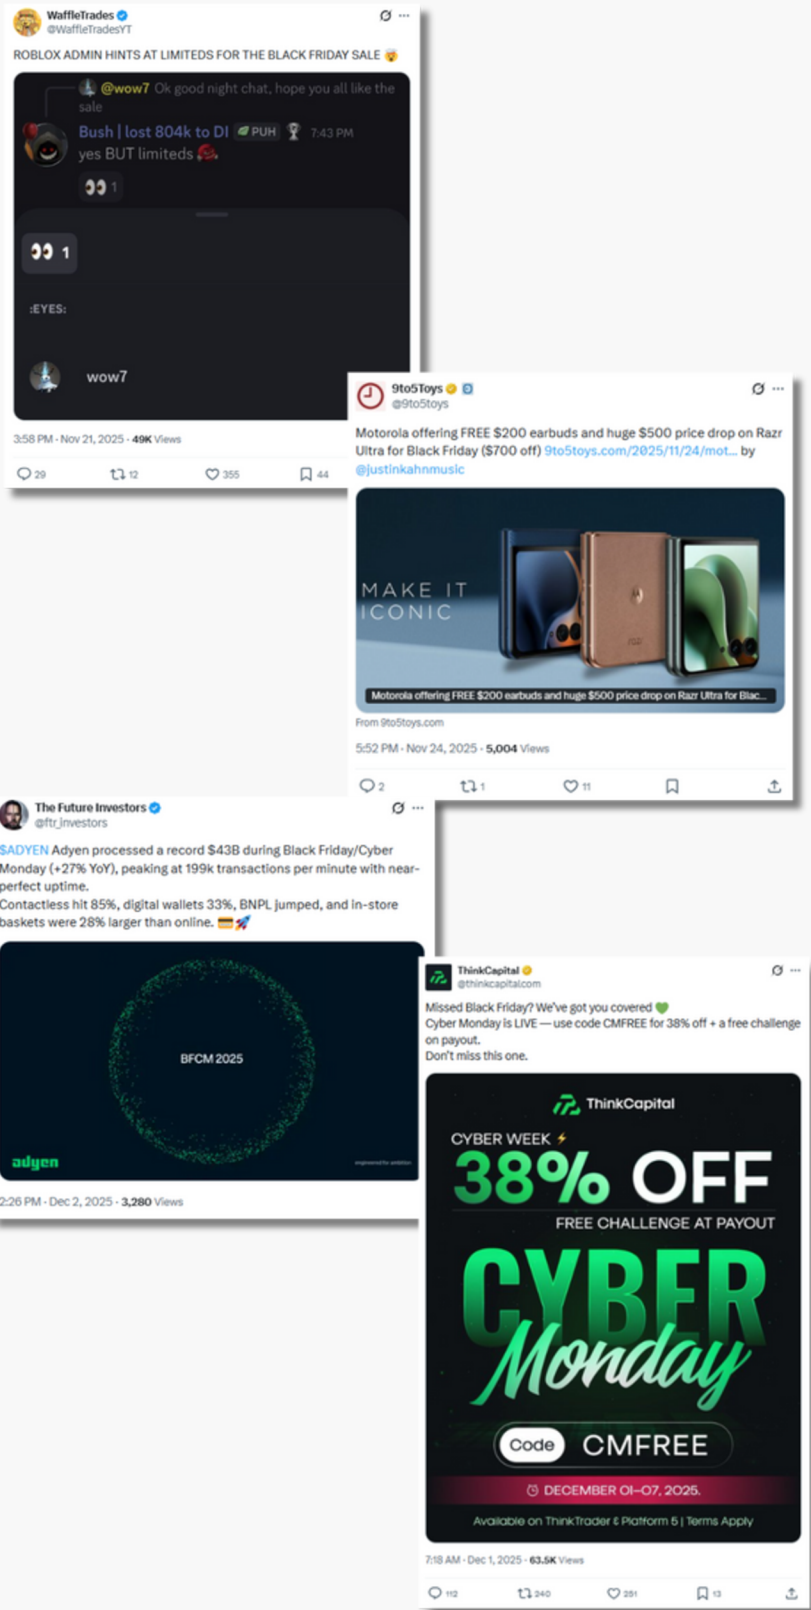 WaffleTrades
@WaffleTradesYT
ROBLOX ADMIN HINTS AT LIMITEDS FOR THE BLACK FRIDAY SALE 🤯
@wow7 Ok good night chat, hope you all like the
sale
Bush | lost 804k to DI PUH 7:43 PM
yes BUT limiteds
👀 1
👀 1
:EYES:
wow7
3:58 PM · Nov 21, 2025 · 49K Views
29 12 355 44
9to5Toys
@9to5toys
Motorola offering FREE $200 earbuds and huge $500 price drop on Razr
Ultra for Black Friday ($700 off) 9to5toys.com/2025/11/24/mot... by
@justinkahnmusic
MAKE IT
ICONIC
Motorola offering FREE $200 earbuds and huge $500 price drop on Razr Ultra for Blac...
From 9to5toys.com
5:52 PM · Nov 24, 2025 · 5,004 Views
2 1 11
The Future Investors
@ftr_investors
$ADYEN Adyen processed a record $43B during Black Friday/Cyber
Monday (+27% YoY), peaking at 199k transactions per minute with near-
perfect uptime.
Contactless hit 85%, digital wallets 33%, BNPL jumped, and in-store
baskets were 28% larger than online. 💳🚀
BFCM 2025
adyen
engineered for ambition
2:26 PM · Dec 2, 2025 · 3,280 Views
ThinkCapital
@thinkcapitalcom
Missed Black Friday? We've got you covered 💚
Cyber Monday is LIVE — use code CMFREE for 38% off + a free challenge
on payout.
Don't miss this one.
ThinkCapital
CYBER WEEK ⚡
38% OFF
FREE CHALLENGE AT PAYOUT
CYBER
Monday
Code CMFREE
DECEMBER 01–07, 2025.
Available on ThinkTrader & Platform 5 | Terms Apply
7:18 AM · Dec 1, 2025 · 63.5K Views
112 240 251 13